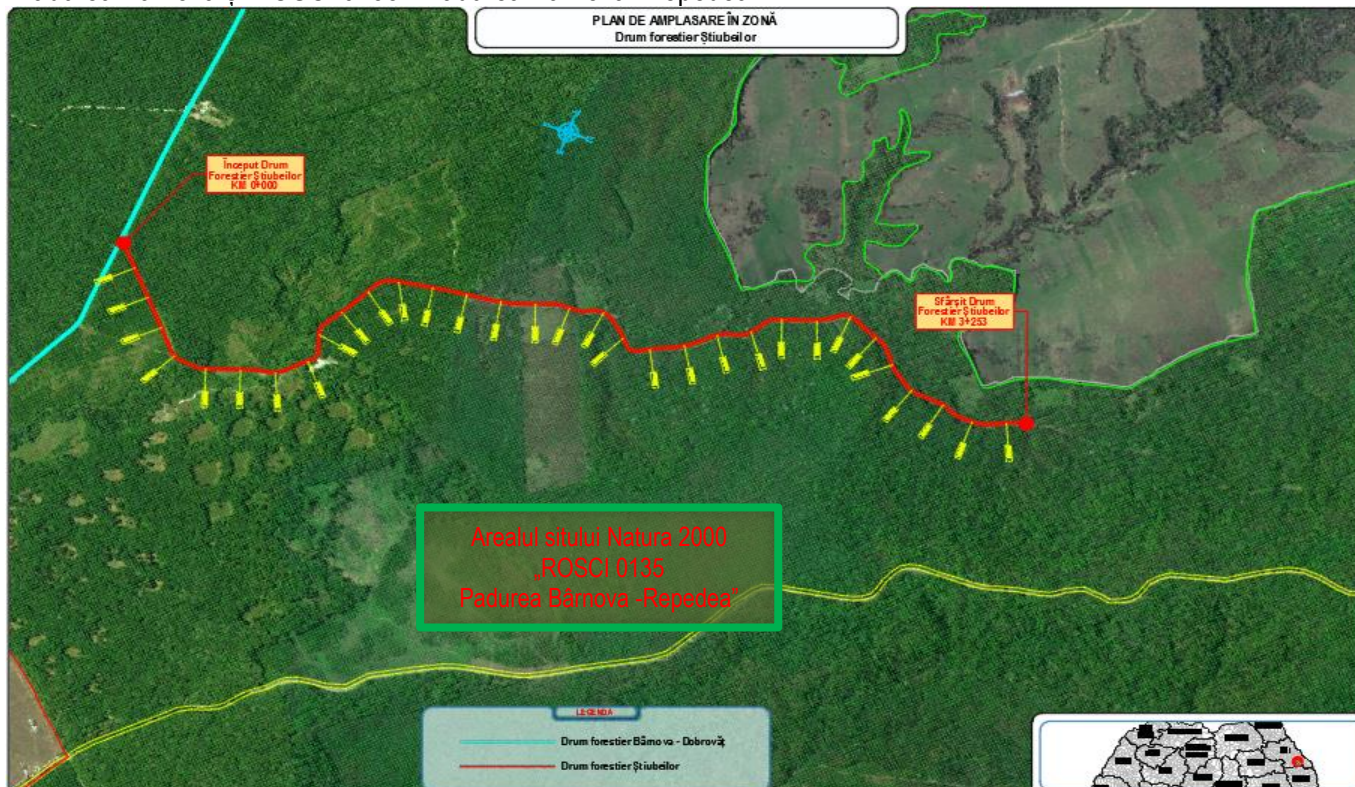 PLAN DE AMPLASARE ÎN ZONĂ
Drum forestier Știubeilor
Început Drum
Forestier Știubeilor
KM 0+000
Sfârșit Drum
Forestier Știubeilor
KM 3+253
Arealul sitului Natura 2000
„ROSCI 0135
Padurea Bârnova -Repedea”
LEGENDA
Drum forestier Bârnova - Dobrovăț
Drum forestier Știubeilor